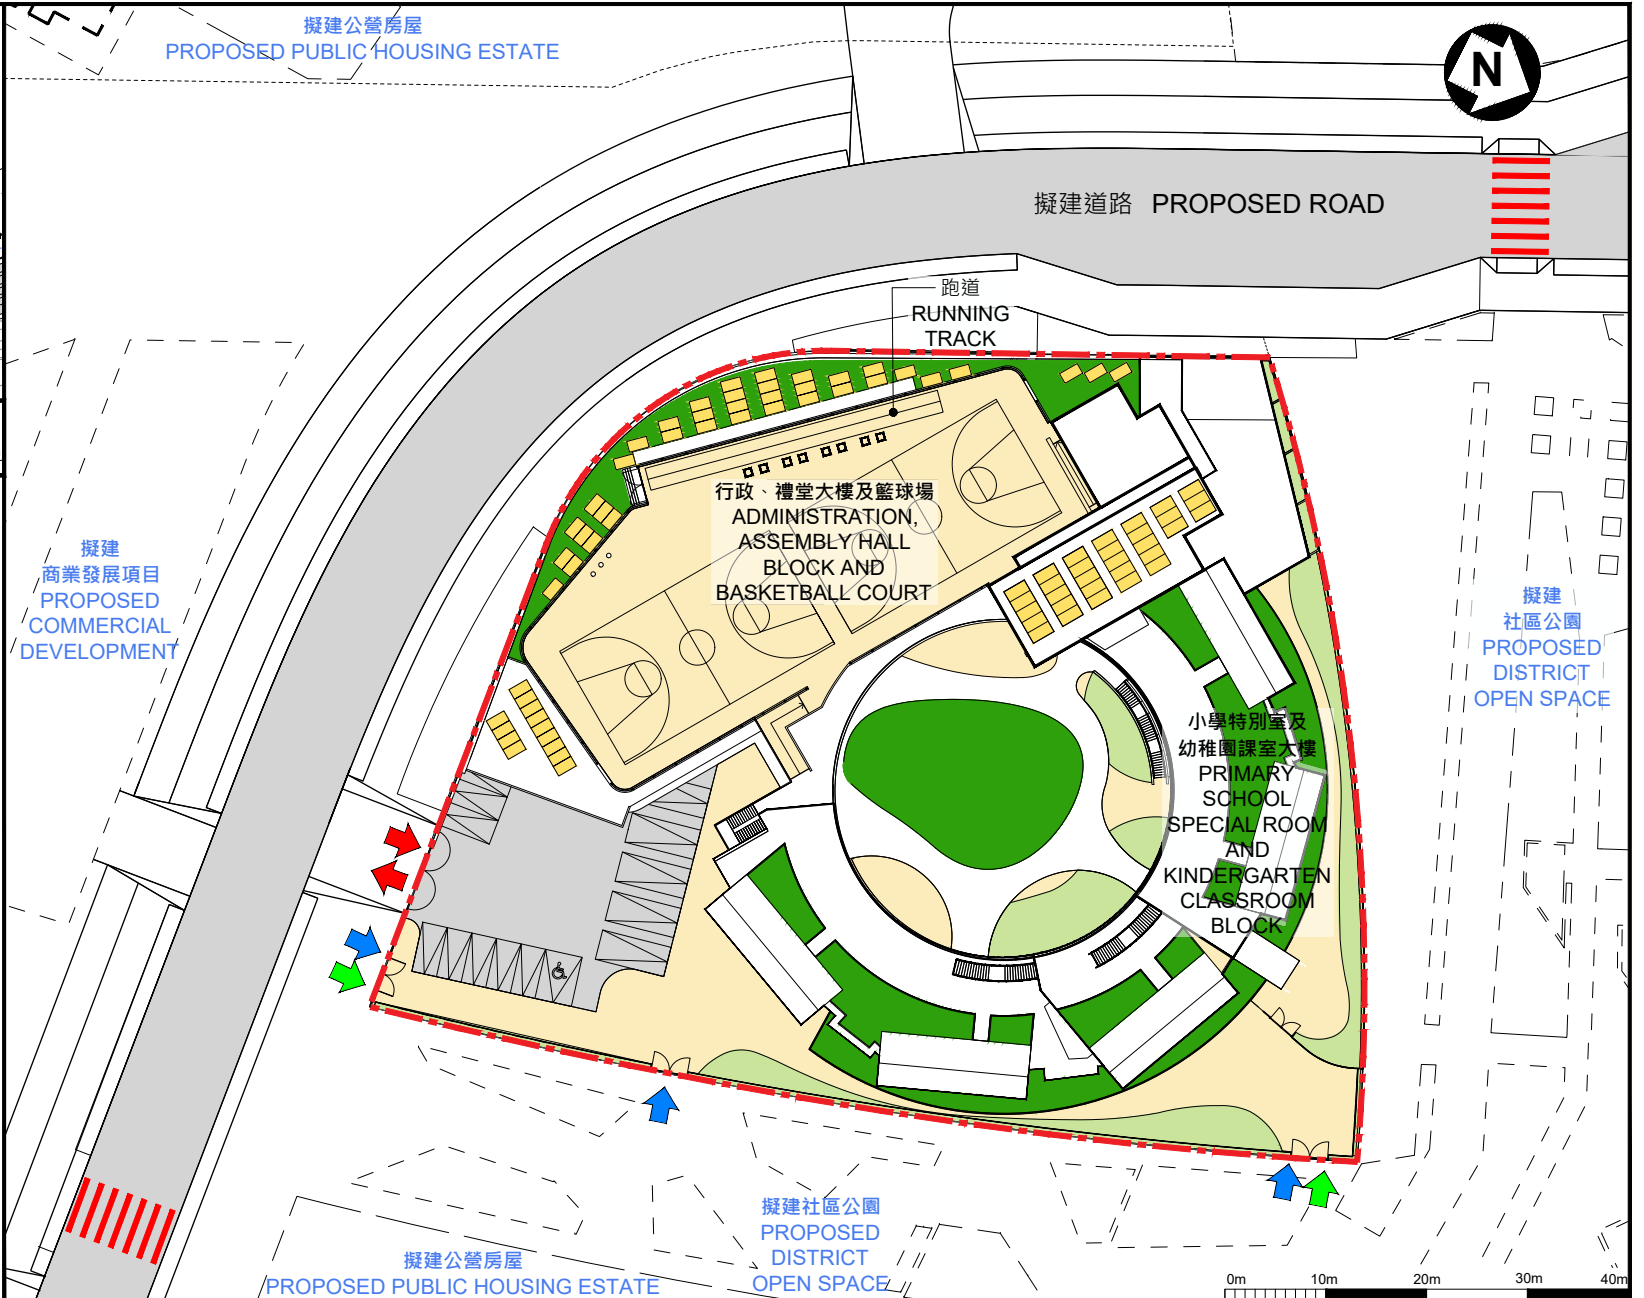 擬建公營房屋
PROPOSED PUBLIC HOUSING ESTATE
N
擬建道路 PROPOSED ROAD
跑道
RUNNING
TRACK
行政、禮堂大樓及籃球場
ADMINISTRATION,
ASSEMBLY HALL
BLOCK AND
BASKETBALL COURT
擬建
商業發展項目
PROPOSED
COMMERCIAL
DEVELOPMENT
擬建
社區公園
PROPOSED
DISTRICT
OPEN SPACE
小學特別室及
幼稚園課室大樓
PRIMARY
SCHOOL
SPECIAL ROOM
AND
KINDERGARTEN
CLASSROOM
BLOCK
擬建社區公園
PROPOSED
DISTRICT
OPEN SPACE
擬建公營房屋
PROPOSED PUBLIC HOUSING ESTATE
0m 10m 20m 30m 40m